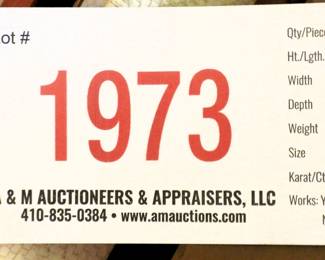 Lot #
1973
A & M AUCTIONEERS & APPRAISERS, LLC
410-835-0384 • www.amauctions.com
Qty/Piece
Ht./Lgth.
Width
Depth
Weight
Size
Karat/Ct
Works: Y
N